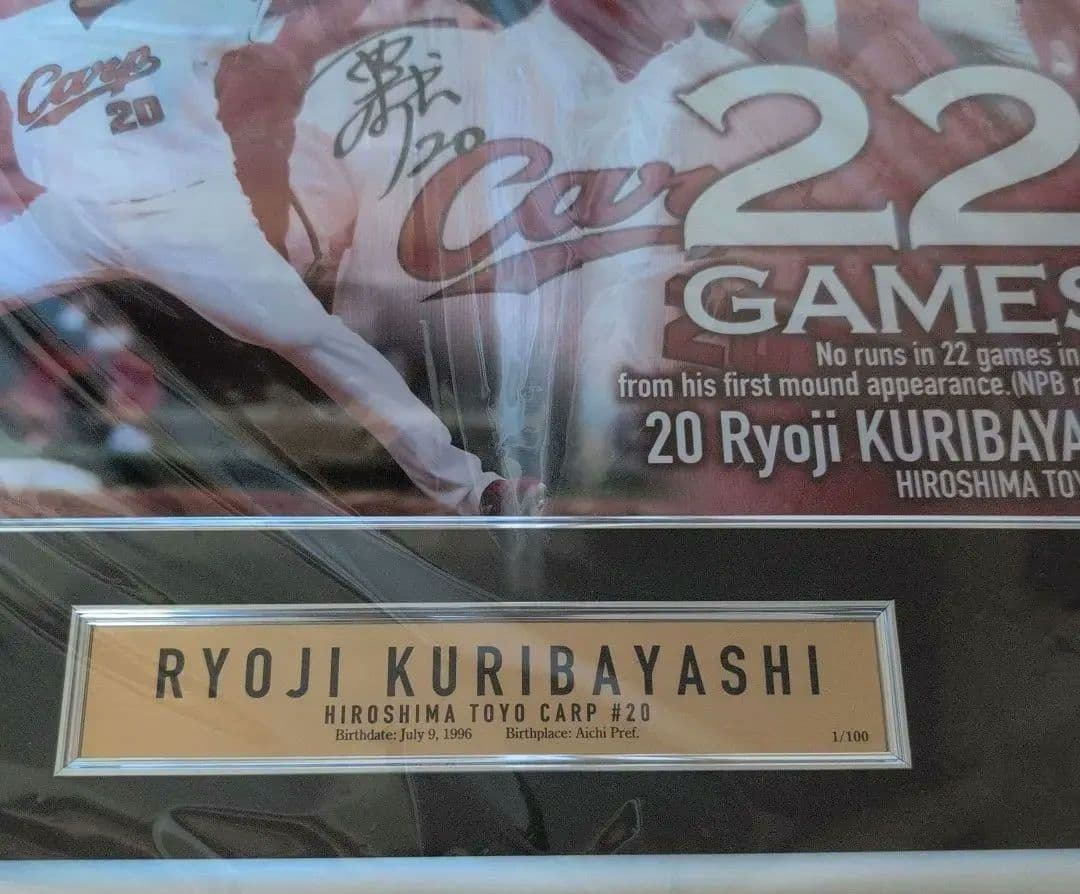 Carp
20
20
Car
22
GAMES
No runs in 22 games in
from his first mound appearance.(NPB
20 Ryoji KURIBAYA
HIROSHIMA TOY
RYOJI KURIBAYASHI
HIROSHIMA TOYO CARP #20
Birthdate: July 9, 1996 Birthplace: Aichi Pref.
1/100